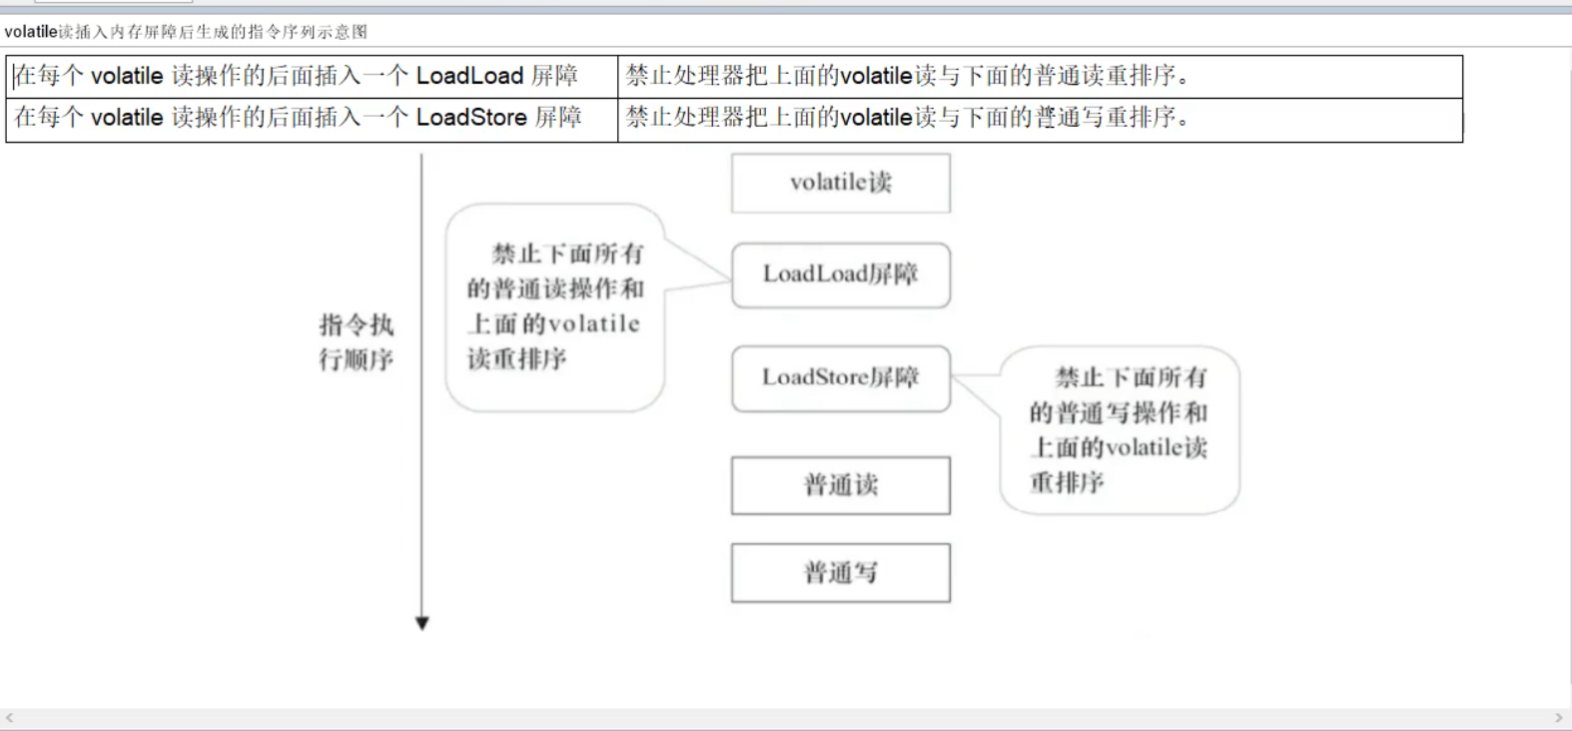 volatile读插入内存屏障后生成的指令序列示意图
在每个 volatile 读操作的后面插入一个 LoadLoad 屏障
禁止处理器把上面的volatile读与下面的普通读重排序。
在每个 volatile 读操作的后面插入一个 LoadStore 屏障
禁止处理器把上面的volatile读与下面的普通写重排序。
volatile读
禁止下面所有
的普通读操作和
上面的volatile
读重排序
LoadLoad屏障
指令执
行顺序
LoadStore屏障
禁止下面所有
的普通写操作和
上面的volatile读
重排序
普通读
普通写